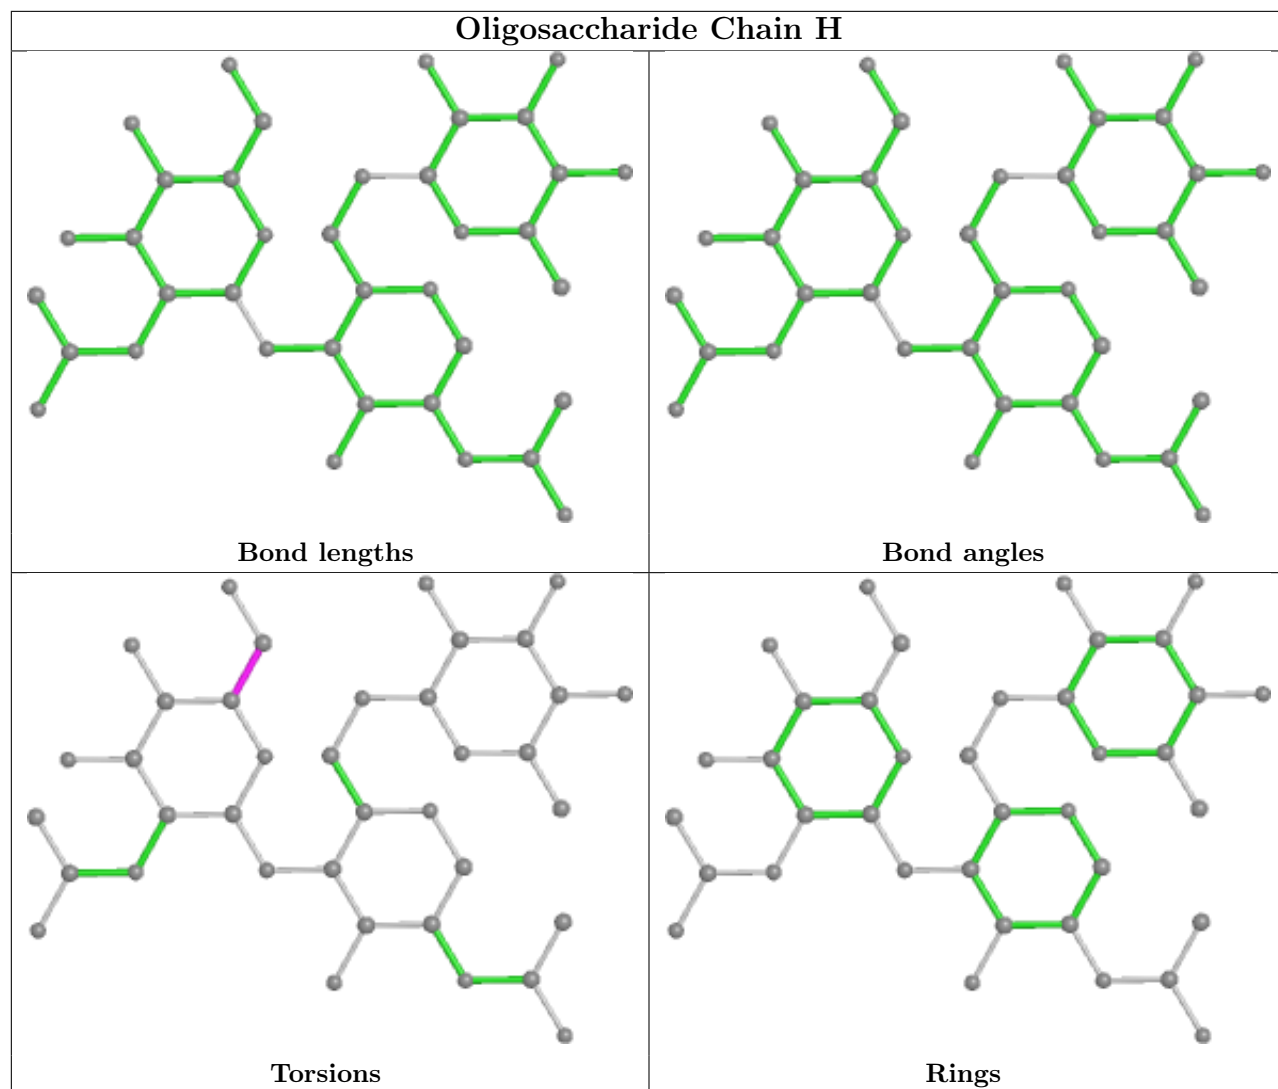 Oligosaccharide Chain H
Bond lengths
Bond angles
Torsions
Rings